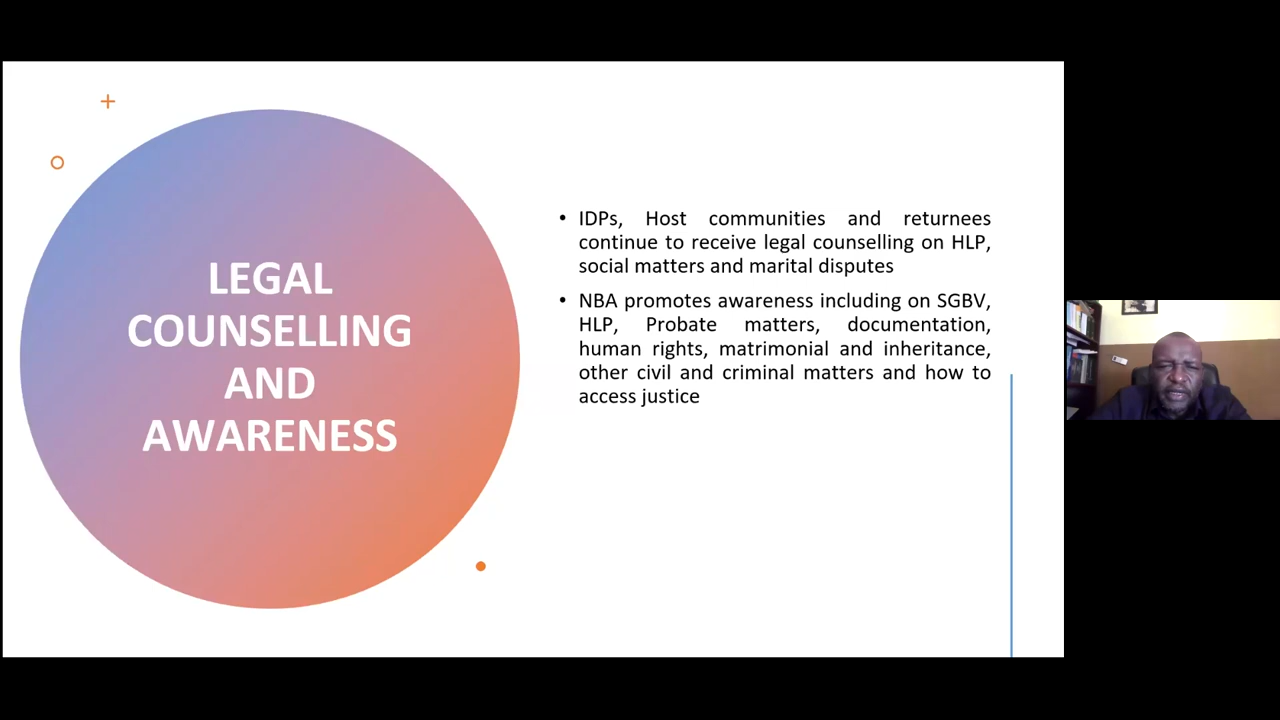 LEGAL
COUNSELLING
AND
AWARENESS
• IDPs, Host communities and returnees
continue to receive legal counselling on HLP,
social matters and marital disputes
• NBA promotes awareness including on SGBV,
HLP, Probate matters, documentation,
human rights, matrimonial and inheritance,
other civil and criminal matters and how to
access justice